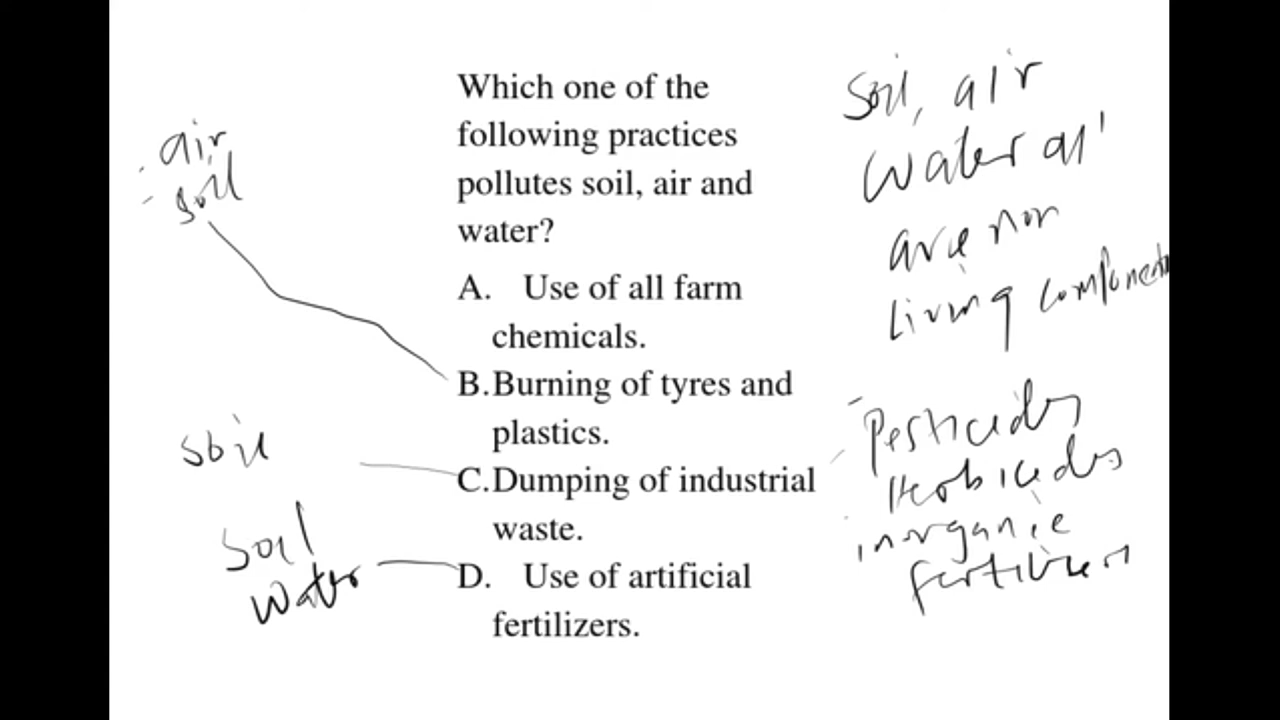 Which one of the
following practices
pollutes soil, air and
water?
A. Use of all farm
chemicals.
B.Burning of tyres and
plastics.
C.Dumping of industrial
waste.
D. Use of artificial
fertilizers.
air
soil
soil
soil
water
soil, air
water
are non
living components
- Pesticides
Herbicides
inorganic
fertilizers